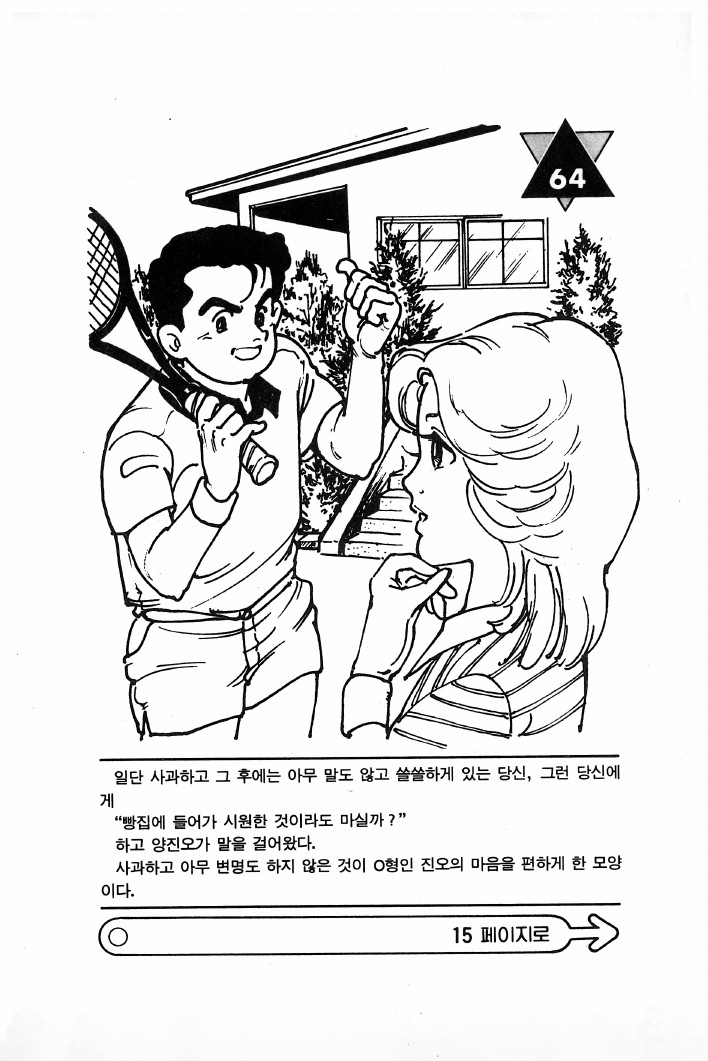 64
일단 사과하고 그 후에는 아무 말도 않고 쓸쓸하게 있는 당신, 그런 당신에
게
“빵집에 들어가 시원한 것이라도 마실까?”
하고 양진오가 말을 걸어왔다.
사과하고 아무 변명도 하지 않은 것이 O형인 진오의 마음을 편하게 한 모양
이다.
15 페이지로